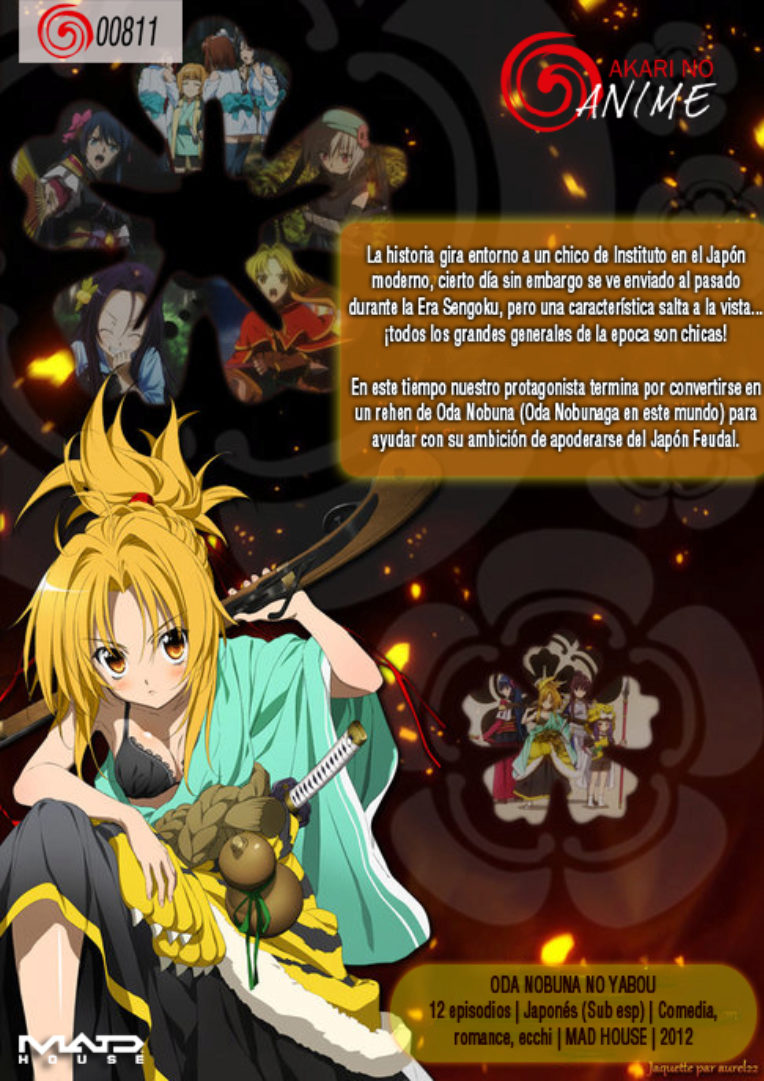 00811
AKARI NO
ANIME
La historia gira entorno a un chico de Instituto en el Japón
moderno, cierto día sin embargo se ve enviado al pasado
durante la Era Sengoku, pero una característica salta a la vista...
¡todos los grandes generales de la epoca son chicas!
En este tiempo nuestro protagonista termina por convertirse en
un rehen de Oda Nobuna (Oda Nobunaga en este mundo) para
ayudar con su ambición de apoderarse del Japón Feudal.
ODA NOBUNA NO YABOU
12 episodios | Japonés (Sub esp) | Comedia,
romance, ecchi | MAD HOUSE | 2012
MAD
HOUSE
Jaquette par aurel22